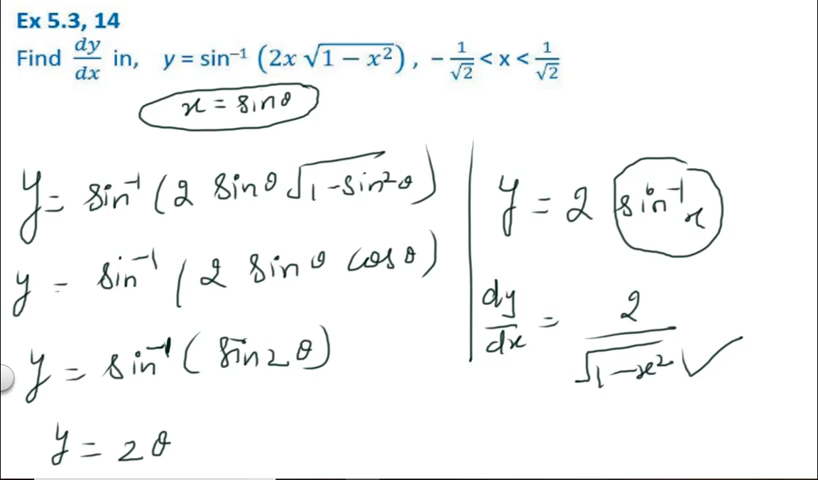 Ex 5.3, 14
Find dy/dx in, y = sin⁻¹ (2x √(1 − x²)) , − 1/√2 < x < 1/√2
x = sinθ
y = sin⁻¹ (2 sinθ √(1−sin²θ))
y = sin⁻¹ (2 sinθ cosθ)
y = sin⁻¹ (sin2θ)
y = 2θ
y = 2 sin⁻¹x
dy/dx = 2/√(1−x²) ✓